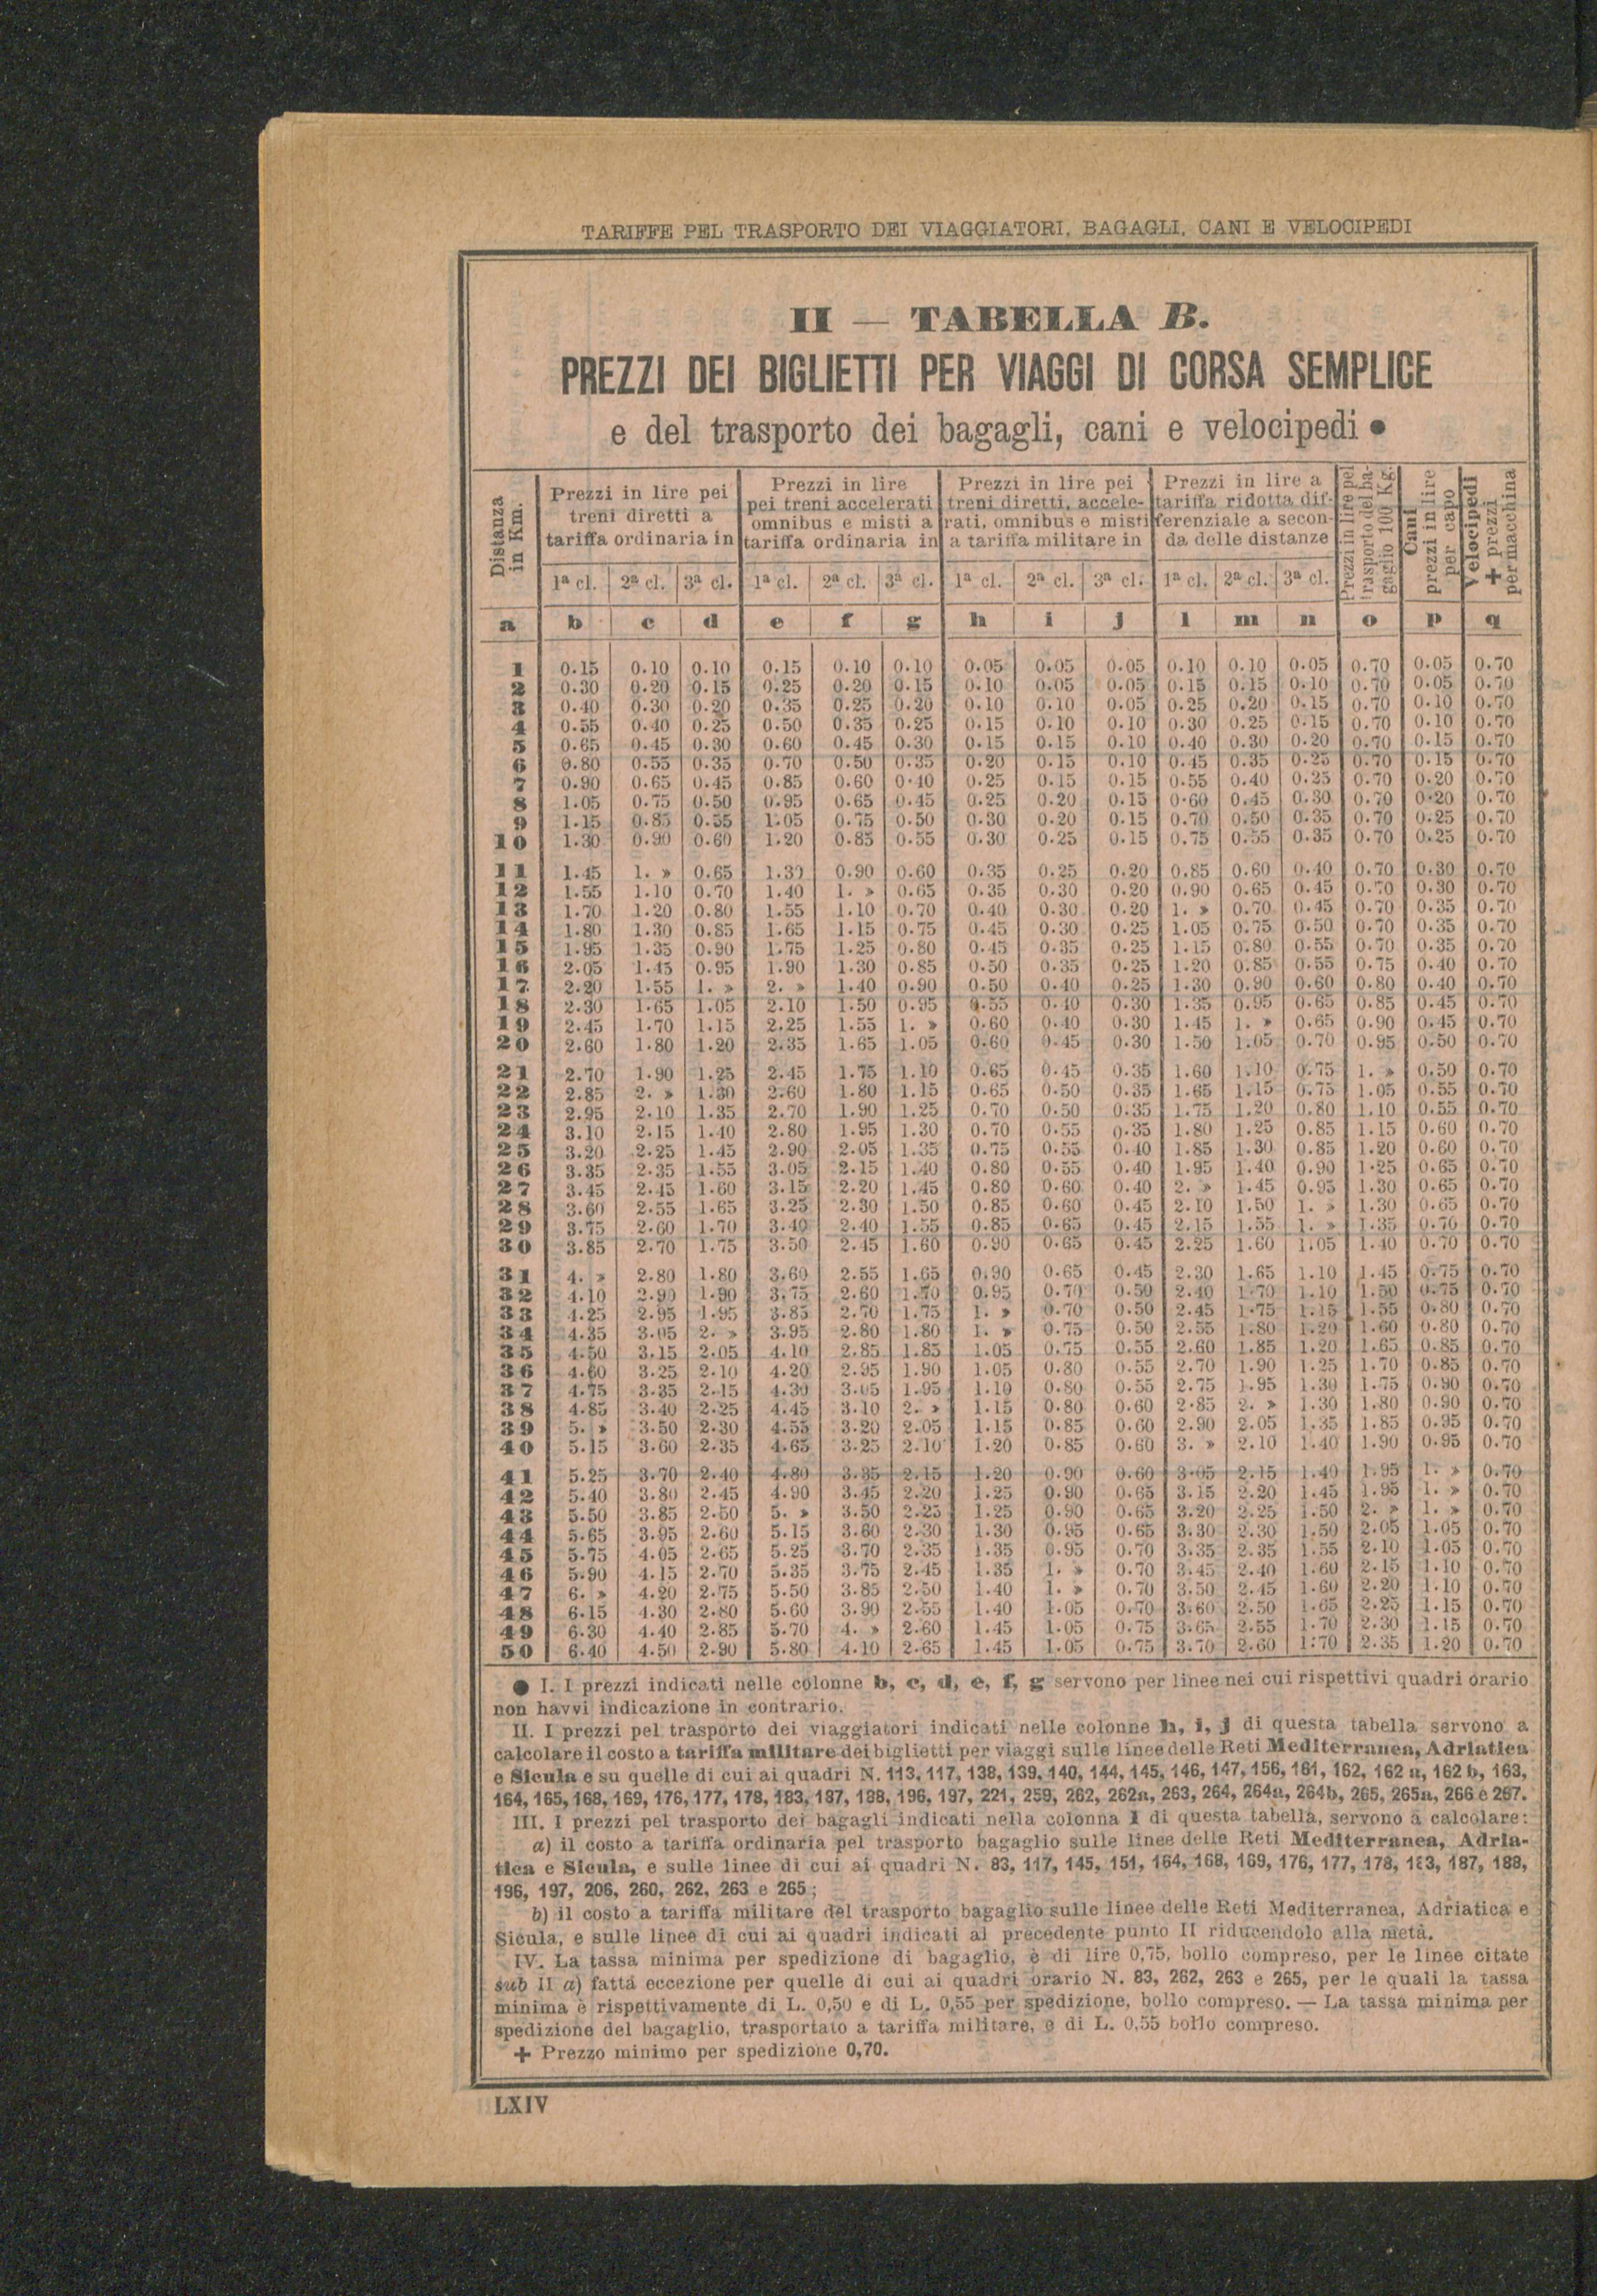 TARIFFE PEL TRASPORTO DEI VIAGGIATORI, BAGAGLI, CANI E VELOCIPEDI
II — TABELLA B.
PREZZI DEI BIGLIETTI PER VIAGGI DI CORSA SEMPLICE
e del trasporto dei bagagli, cani e velocipedi ●
Distanza in Km.
Prezzi in lire pei
treni diretti a
tariffa ordinaria in
Prezzi in lire
pei treni accelerati
omnibus e misti a
tariffa ordinaria in
Prezzi in lire pei
treni diretti, accele-
rati, omnibus e misti
a tariffa militare in
Prezzi in lire a
tariffa ridotta dif-
ferenziale a secon-
da delle distanze
Prezzi in lire pel
trasporto del ba-
gaglio 100 Kg.
Cani
prezzi in lire
per capo
Velocipedi
+ prezzi
per macchina
1ª cl. 2ª cl. 3ª cl. 1ª cl. 2ª cl. 3ª cl. 1ª cl. 2ª cl. 3ª cl. 1ª cl. 2ª cl. 3ª cl.
a b c d e f g h i j l m n o p q
1 0.15 0.10 0.10 0.15 0.10 0.10 0.05 0.05 0.05 0.10 0.10 0.05 0.70 0.05 0.70
2 0.30 0.20 0.15 0.25 0.20 0.15 0.10 0.05 0.05 0.15 0.15 0.10 0.70 0.05 0.70
3 0.40 0.30 0.20 0.35 0.25 0.20 0.10 0.10 0.05 0.25 0.20 0.15 0.70 0.10 0.70
4 0.55 0.40 0.25 0.50 0.35 0.25 0.15 0.10 0.10 0.30 0.25 0.15 0.70 0.10 0.70
5 0.65 0.45 0.30 0.60 0.45 0.30 0.15 0.15 0.10 0.40 0.30 0.20 0.70 0.15 0.70
6 0.80 0.55 0.35 0.70 0.50 0.35 0.20 0.15 0.10 0.45 0.35 0.25 0.70 0.15 0.70
7 0.90 0.65 0.45 0.85 0.60 0.40 0.25 0.15 0.15 0.55 0.40 0.25 0.70 0.20 0.70
8 1.05 0.75 0.50 0.95 0.65 0.45 0.25 0.20 0.15 0.60 0.45 0.30 0.70 0.20 0.70
9 1.15 0.85 0.55 1.05 0.75 0.50 0.30 0.20 0.15 0.70 0.50 0.35 0.70 0.25 0.70
10 1.30 0.90 0.60 1.20 0.85 0.55 0.30 0.25 0.15 0.75 0.55 0.35 0.70 0.25 0.70
11 1.45 1. » 0.65 1.30 0.90 0.60 0.35 0.25 0.20 0.85 0.60 0.40 0.70 0.30 0.70
12 1.55 1.10 0.70 1.40 1. » 0.65 0.35 0.30 0.20 0.90 0.65 0.45 0.70 0.30 0.70
13 1.70 1.20 0.80 1.55 1.10 0.70 0.40 0.30 0.20 1. » 0.70 0.45 0.70 0.35 0.70
14 1.80 1.30 0.85 1.65 1.15 0.75 0.45 0.30 0.25 1.05 0.75 0.50 0.70 0.35 0.70
15 1.95 1.35 0.90 1.75 1.25 0.80 0.45 0.35 0.25 1.15 0.80 0.55 0.70 0.35 0.70
16 2.05 1.45 0.95 1.90 1.30 0.85 0.50 0.35 0.25 1.20 0.85 0.55 0.75 0.40 0.70
17 2.20 1.55 1. » 2. » 1.40 0.90 0.50 0.40 0.25 1.30 0.90 0.60 0.80 0.40 0.70
18 2.30 1.65 1.05 2.10 1.50 0.95 0.55 0.40 0.30 1.35 0.95 0.65 0.85 0.45 0.70
19 2.45 1.70 1.15 2.25 1.55 1. » 0.60 0.40 0.30 1.45 1. » 0.65 0.90 0.45 0.70
20 2.60 1.80 1.20 2.35 1.65 1.05 0.60 0.45 0.30 1.50 1.05 0.70 0.95 0.50 0.70
21 2.70 1.90 1.25 2.45 1.75 1.10 0.65 0.45 0.35 1.60 1.10 0.75 1. » 0.50 0.70
22 2.85 2. » 1.30 2.60 1.80 1.15 0.65 0.50 0.35 1.65 1.15 0.75 1.05 0.55 0.70
23 2.95 2.10 1.35 2.70 1.90 1.25 0.70 0.50 0.35 1.75 1.20 0.80 1.10 0.55 0.70
24 3.10 2.15 1.40 2.80 1.95 1.30 0.70 0.55 0.35 1.80 1.25 0.85 1.15 0.60 0.70
25 3.20 2.25 1.45 2.90 2.05 1.35 0.75 0.55 0.40 1.85 1.30 0.85 1.20 0.60 0.70
26 3.35 2.35 1.55 3.05 2.15 1.40 0.80 0.55 0.40 1.95 1.40 0.90 1.25 0.65 0.70
27 3.45 2.45 1.60 3.15 2.20 1.45 0.80 0.60 0.40 2. » 1.45 0.95 1.30 0.65 0.70
28 3.60 2.55 1.65 3.25 2.30 1.50 0.85 0.60 0.45 2.10 1.50 1. » 1.30 0.65 0.70
29 3.75 2.60 1.70 3.40 2.40 1.55 0.85 0.65 0.45 2.15 1.55 1. » 1.35 0.70 0.70
30 3.85 2.70 1.75 3.50 2.45 1.60 0.90 0.65 0.45 2.25 1.60 1.05 1.40 0.70 0.70
31 4. » 2.80 1.80 3.60 2.55 1.65 0.90 0.65 0.45 2.30 1.65 1.10 1.45 0.75 0.70
32 4.10 2.90 1.90 3.75 2.60 1.70 0.95 0.70 0.50 2.40 1.70 1.10 1.50 0.75 0.70
33 4.25 2.95 1.95 3.85 2.70 1.75 1. » 0.70 0.50 2.45 1.75 1.15 1.55 0.80 0.70
34 4.35 3.05 2. » 3.95 2.80 1.80 1. » 0.75 0.50 2.55 1.80 1.20 1.60 0.80 0.70
35 4.50 3.15 2.05 4.10 2.85 1.85 1.05 0.75 0.55 2.60 1.85 1.20 1.65 0.85 0.70
36 4.60 3.25 2.10 4.20 2.95 1.90 1.05 0.80 0.55 2.70 1.90 1.25 1.70 0.85 0.70
37 4.75 3.35 2.15 4.30 3.05 1.95 1.10 0.80 0.55 2.75 1.95 1.30 1.75 0.90 0.70
38 4.85 3.40 2.25 4.45 3.10 2. » 1.15 0.80 0.60 2.85 2. » 1.30 1.80 0.90 0.70
39 5. » 3.50 2.30 4.55 3.20 2.05 1.15 0.85 0.60 2.90 2.05 1.35 1.85 0.95 0.70
40 5.15 3.60 2.35 4.65 3.25 2.10 1.20 0.85 0.60 3. » 2.10 1.40 1.90 0.95 0.70
41 5.25 3.70 2.40 4.80 3.35 2.15 1.20 0.90 0.60 3.05 2.15 1.40 1.95 1. » 0.70
42 5.40 3.80 2.45 4.90 3.45 2.20 1.25 0.90 0.65 3.15 2.20 1.45 1.95 1. » 0.70
43 5.50 3.85 2.50 5. » 3.50 2.25 1.25 0.90 0.65 3.20 2.25 1.50 2. » 1. » 0.70
44 5.65 3.95 2.60 5.15 3.60 2.30 1.30 0.95 0.65 3.30 2.30 1.50 2.05 1.05 0.70
45 5.75 4.05 2.65 5.25 3.70 2.35 1.35 0.95 0.70 3.35 2.35 1.55 2.10 1.05 0.70
46 5.90 4.15 2.70 5.35 3.75 2.45 1.35 1. » 0.70 3.45 2.40 1.60 2.15 1.10 0.70
47 6. » 4.20 2.75 5.50 3.85 2.50 1.40 1. » 0.70 3.50 2.45 1.60 2.20 1.10 0.70
48 6.15 4.30 2.80 5.60 3.90 2.55 1.40 1.05 0.70 3.60 2.50 1.65 2.25 1.15 0.70
49 6.30 4.40 2.85 5.70 4. » 2.60 1.45 1.05 0.75 3.65 2.55 1.70 2.30 1.15 0.70
50 6.40 4.50 2.90 5.80 4.10 2.65 1.45 1.05 0.75 3.70 2.60 1.70 2.35 1.20 0.70
● I. I prezzi indicati nelle colonne b, c, d, e, f, g servono per linee nei cui rispettivi quadri orario
non havvi indicazione in contrario.
II. I prezzi pel trasporto dei viaggiatori indicati nelle colonne h, i, j di questa tabella servono a
calcolare il costo a tariffa militare dei biglietti per viaggi sulle linee delle Reti Mediterranea, Adriatica
e Sicula e su quelle di cui ai quadri N. 113, 117, 138, 139, 140, 144, 145, 146, 147, 156, 161, 162, 162 a, 162 b, 163,
164, 165, 168, 169, 176, 177, 178, 183, 187, 188, 196, 197, 221, 259, 262, 262a, 263, 264, 264a, 264b, 265, 265a, 266 e 267.
III. I prezzi pel trasporto dei bagagli indicati nella colonna l di questa tabella, servono a calcolare:
a) il costo a tariffa ordinaria pel trasporto bagaglio sulle linee delle Reti Mediterranea, Adria-
tica e Sicula, e sulle linee di cui ai quadri N. 83, 117, 145, 151, 164, 168, 169, 176, 177, 178, 183, 187, 188,
196, 197, 206, 260, 262, 263 e 265;
b) il costo a tariffa militare del trasporto bagaglio sulle linee delle Reti Mediterranea, Adriatica e
Sicula, e sulle linee di cui ai quadri indicati al precedente punto II riducendolo alla metà.
IV. La tassa minima per spedizione di bagaglio, è di lire 0,75, bollo compreso, per le linee citate
sub II a) fatta eccezione per quelle di cui ai quadri orario N. 83, 262, 263 e 265, per le quali la tassa
minima è rispettivamente di L. 0,50 e di L. 0,55 per spedizione, bollo compreso. — La tassa minima per
spedizione del bagaglio, trasportato a tariffa militare, e di L. 0,55 bollo compreso.
+ Prezzo minimo per spedizione 0,70.
LXIV